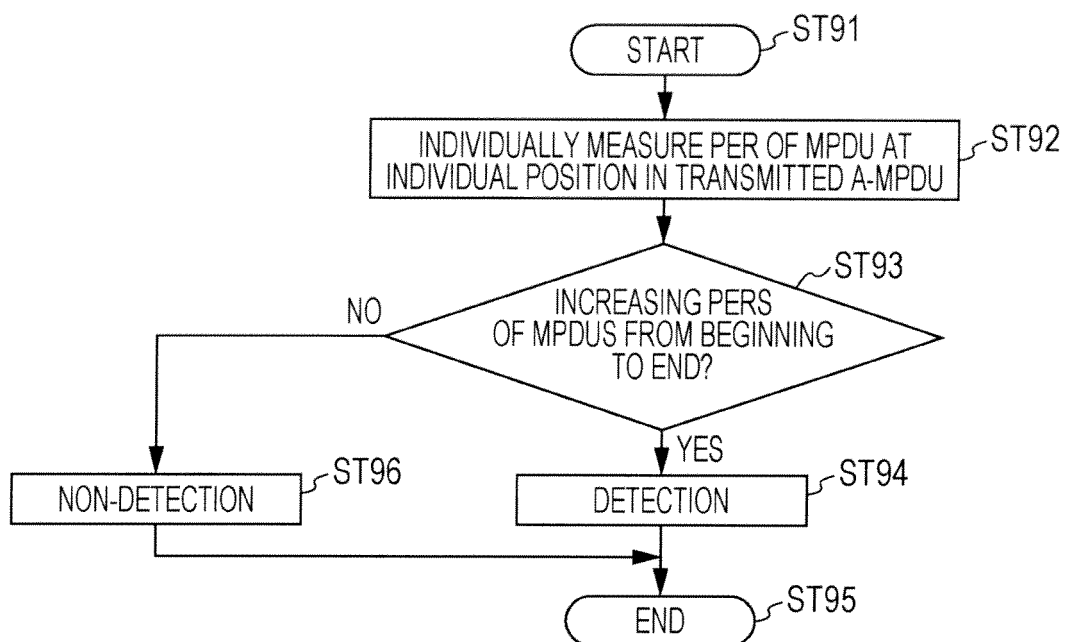 START
ST91
INDIVIDUALLY MEASURE PER OF MPDU AT
INDIVIDUAL POSITION IN TRANSMITTED A-MPDU
ST92
INCREASING PERS
OF MPDUS FROM BEGINNING
TO END?
ST93
NO
YES
NON-DETECTION
ST96
DETECTION
ST94
END
ST95